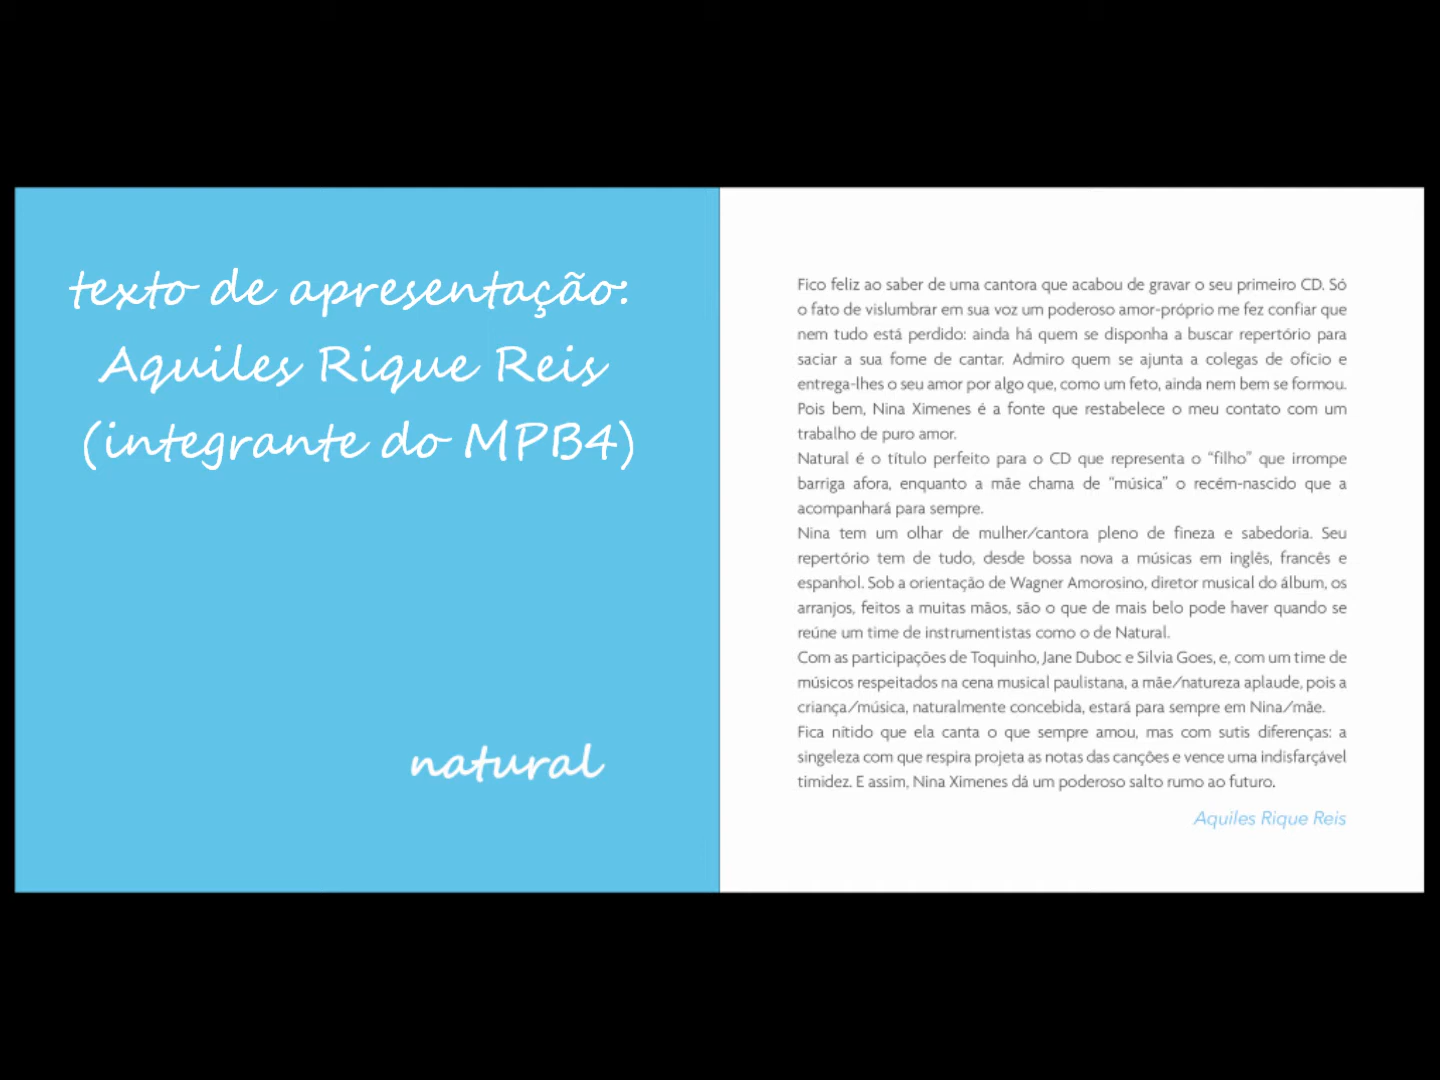 texto de apresentação:
Aquiles Rique Reis
(integrante do MPB4)
natural
Fico feliz ao saber de uma cantora que acabou de gravar o seu primeiro CD. Só
o fato de vislumbrar em sua voz um poderoso amor-próprio me fez confiar que
nem tudo está perdido: ainda há quem se disponha a buscar repertório para
saciar a sua fome de cantar. Admiro quem se ajunta a colegas de ofício e
entrega-lhes o seu amor por algo que, como um feto, ainda nem bem se formou.
Pois bem, Nina Ximenes é a fonte que restabelece o meu contato com um
trabalho de puro amor.
Natural é o título perfeito para o CD que representa o “filho” que irrompe
barriga afora, enquanto a mãe chama de “música” o recém-nascido que a
acompanhará para sempre.
Nina tem um olhar de mulher/cantora pleno de fineza e sabedoria. Seu
repertório tem de tudo, desde bossa nova a músicas em inglês, francês e
espanhol. Sob a orientação de Wagner Amorosino, diretor musical do álbum, os
arranjos, feitos a muitas mãos, são o que de mais belo pode haver quando se
reúne um time de instrumentistas como o de Natural.
Com as participações de Toquinho, Jane Duboc e Silvia Goes, e, com um time de
músicos respeitados na cena musical paulistana, a mãe/natureza aplaude, pois a
criança/música, naturalmente concebida, estará para sempre em Nina/mãe.
Fica nítido que ela canta o que sempre amou, mas com sutis diferenças: a
singeleza com que respira projeta as notas das canções e vence uma indisfarçável
timidez. E assim, Nina Ximenes dá um poderoso salto rumo ao futuro.
Aquiles Rique Reis